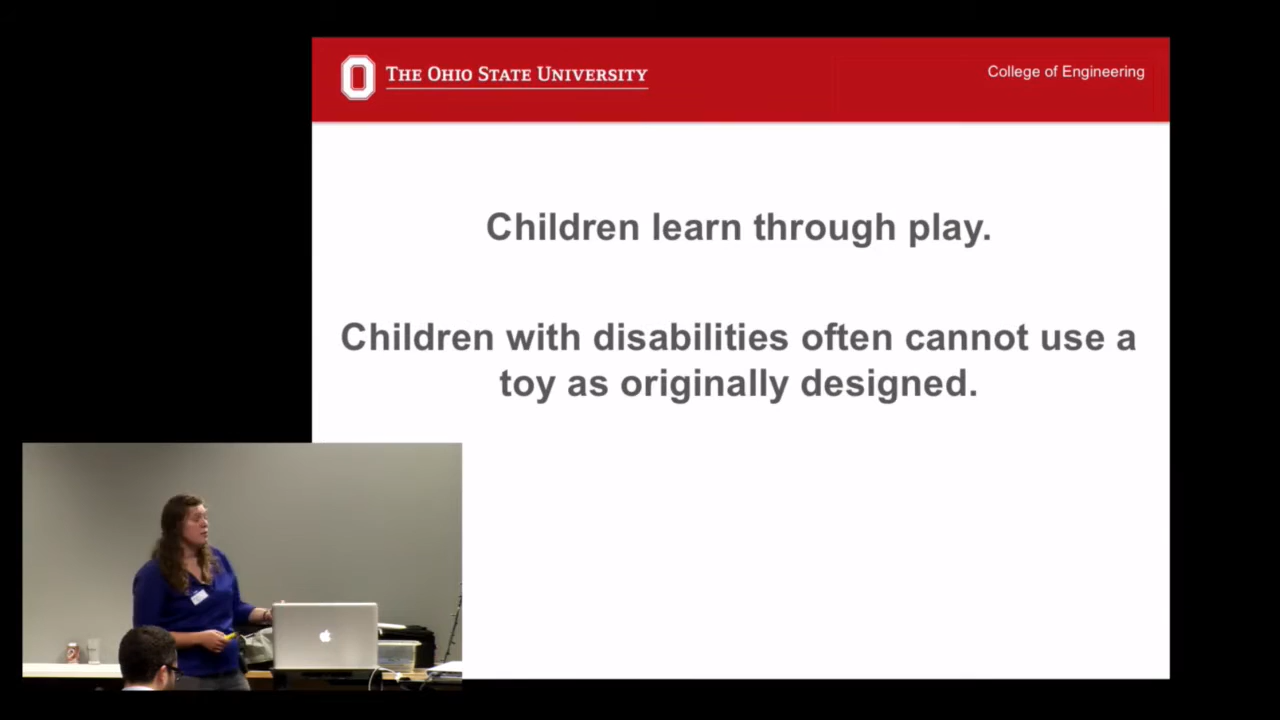 THE OHIO STATE UNIVERSITY
College of Engineering
Children learn through play.
Children with disabilities often cannot use a
toy as originally designed.